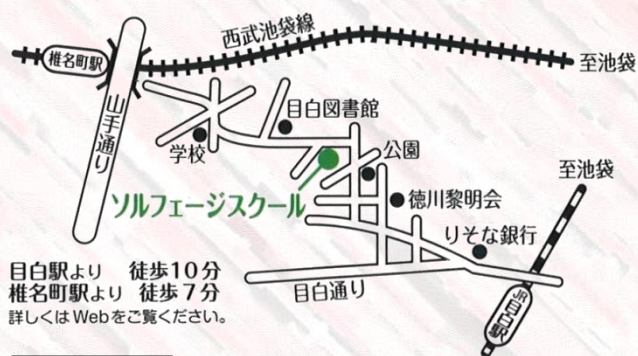 西武池袋線
椎名町駅
至池袋
山手通り
目白図書館
学校
公園
至池袋
ソルフェージスクール
徳川黎明会
りそな銀行
目白駅より 徒歩10分
椎名町駅より 徒歩7分
目白通り
詳しくはWebをご覧ください。
JR目白駅